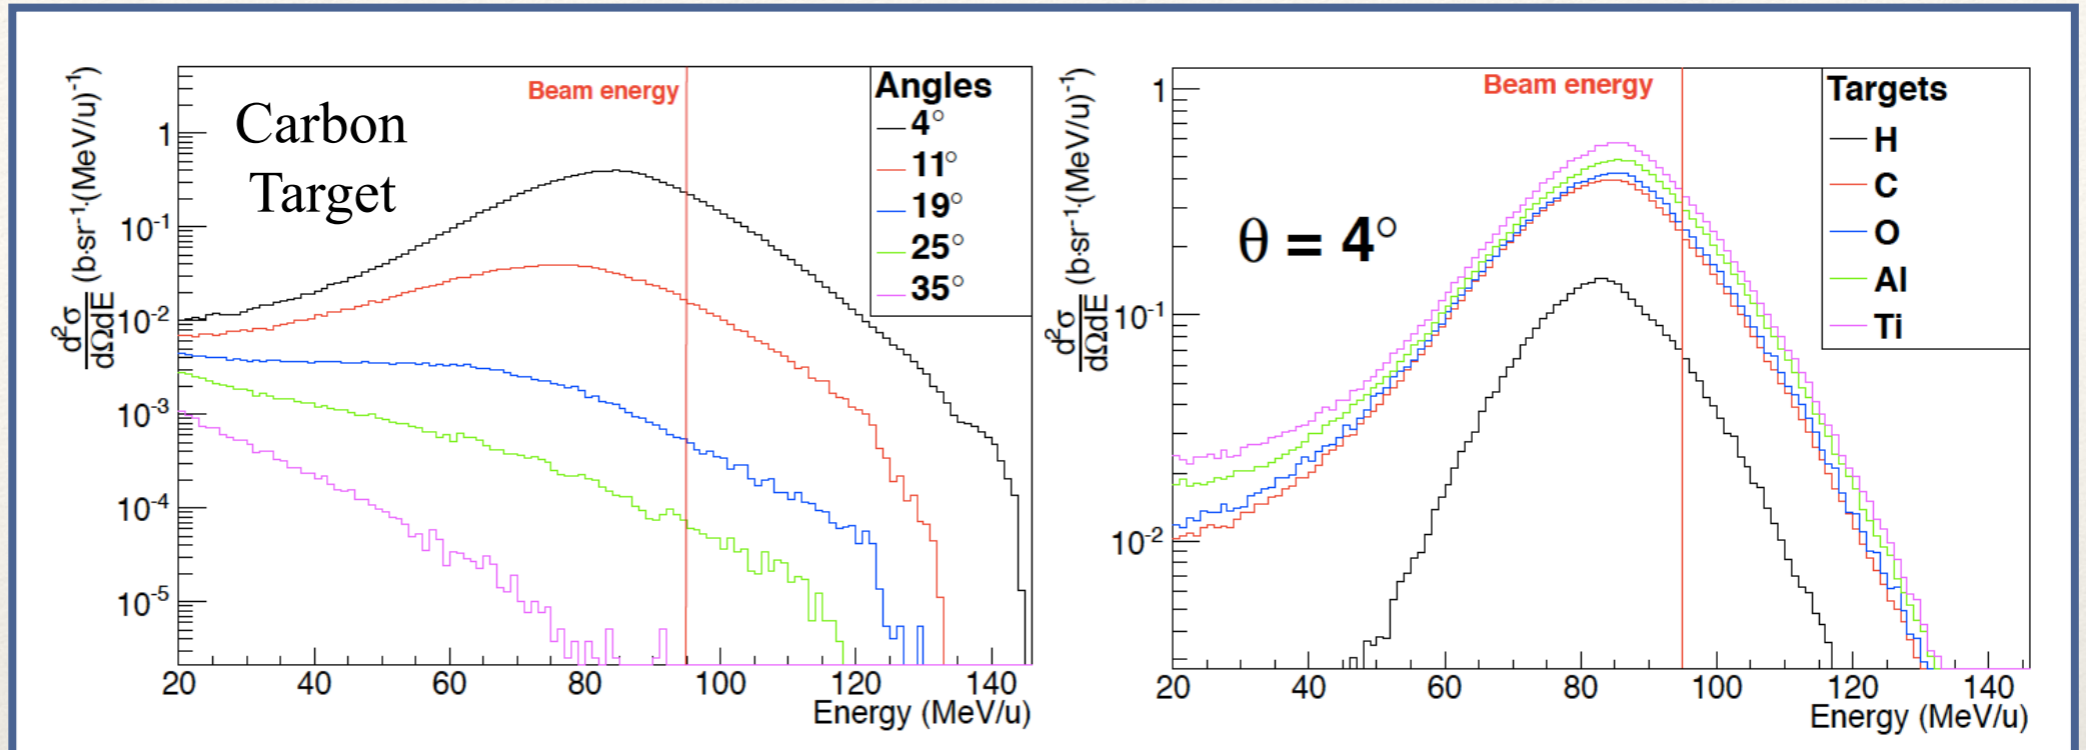 Carbon
Target
Beam energy
Angles
4°
11°
19°
25°
35°
1
10⁻¹
10⁻²
10⁻³
10⁻⁴
10⁻⁵
d²σ
dΩdE
(b·sr⁻¹·(MeV/u)⁻¹)
20 40 60 80 100 120 140
Energy (MeV/u)
Beam energy
θ = 4°
Targets
H
C
O
Al
Ti
1
10⁻¹
10⁻²
d²σ
dΩdE
(b·sr⁻¹·(MeV/u)⁻¹)
20 40 60 80 100 120 140
Energy (MeV/u)